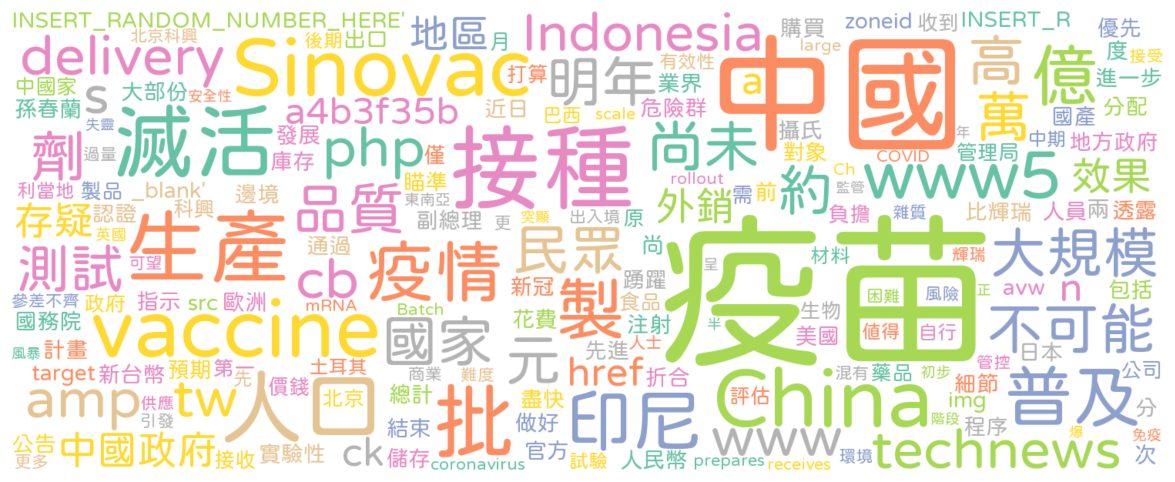 INSERT_RANDOM_NUMBER_HERE'
北京科興
後期
出口
地區
月
Indonesia
購買
large
zoneid
收到
INSERT_R
優先
delivery
Sinovac
打算
明年
有效性
業界
中國
a
高
億
度
接受
進一步
中國家
s
大部份
安全性
孫春蘭
a4b3f35b
近日
巴西
scale
危險群
萬
國產
分配
失靈
劑
滅活
發展
庫存
php
僅
接種
尚未
攝氏
對象
約
COVID
年
管理局
中期
地方政府
過量
利當地
製品
_blank'
邊境
瞄準
東南亞
rollout
外銷
需
前
Ch
監管
www5
效果
存疑
認證
科興
品質
副總理
更
出入境
原
負擔
雜質
比輝瑞
人員
兩
透露
英國
生產
通過
疫情
民眾
尚
疫苗
材料
輝瑞
大規模
測試
可望
cb
新冠
踴躍
食品
呈
困難
風險
正
avw
n
包括
參差不齊
政府
指示
src
歐洲
mRNA
Batch
花費
製
注射
半
生物
美國
值得
自行
不可能
國務院
vaccine
國家
元
先進
人士
管控
日本
風暴
計畫
土耳其
商業
難度
href
折合
China
評估
混有
藥品
初步
公司
target
新台幣
預期
第一
價錢
先
北京
總計
盡快
細節
img
普及
分
amp
tw
供應
引發
人口
批
印尼
階段
程序
爆
公告
更多
中國政府
接收
實驗性
ck
結束
儲存
coronavirus
做好
官方
試驗
人民幣
www
prepares
receives
環境
technews
免疫
次